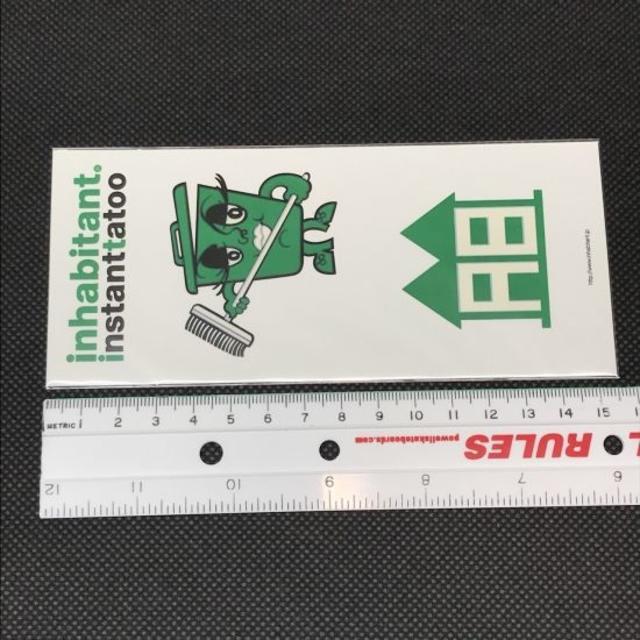 inhabitant.
instanttatoo
METRIC 1 2 3 4 5 6 7 8 9 10 11 12 13 14 15
powellskateboards.com
RULES
12 11 10 9 8 7 6